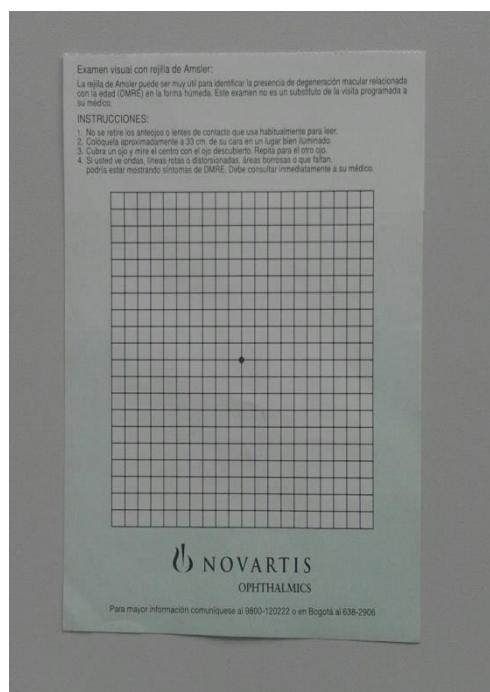 Examen visual con rejilla de Amsler:
La rejilla de Amsler puede ser muy útil para identificar la presencia de degeneración macular relacionada
con la edad (DMRE) en la forma húmeda. Este examen no es un substituto de la visita programada a
su médico.
INSTRUCCIONES:
1. No se retire los anteojos o lentes de contacto que usa habitualmente para leer.
2. Colóquela aproximadamente a 33 cm. de su cara en un lugar bien iluminado.
3. Cubra un ojo y mire el centro con el ojo descubierto. Repita para el otro ojo.
4. Si usted ve ondas, líneas rotas o distorsionadas, áreas borrosas o que faltan,
podría estar mostrando síntomas de DMRE. Debe consultar inmediatamente a su médico.
NOVARTIS
OPHTHALMICS
Para mayor información comuníquese al 9800-120222 o en Bogotá al 638-2906